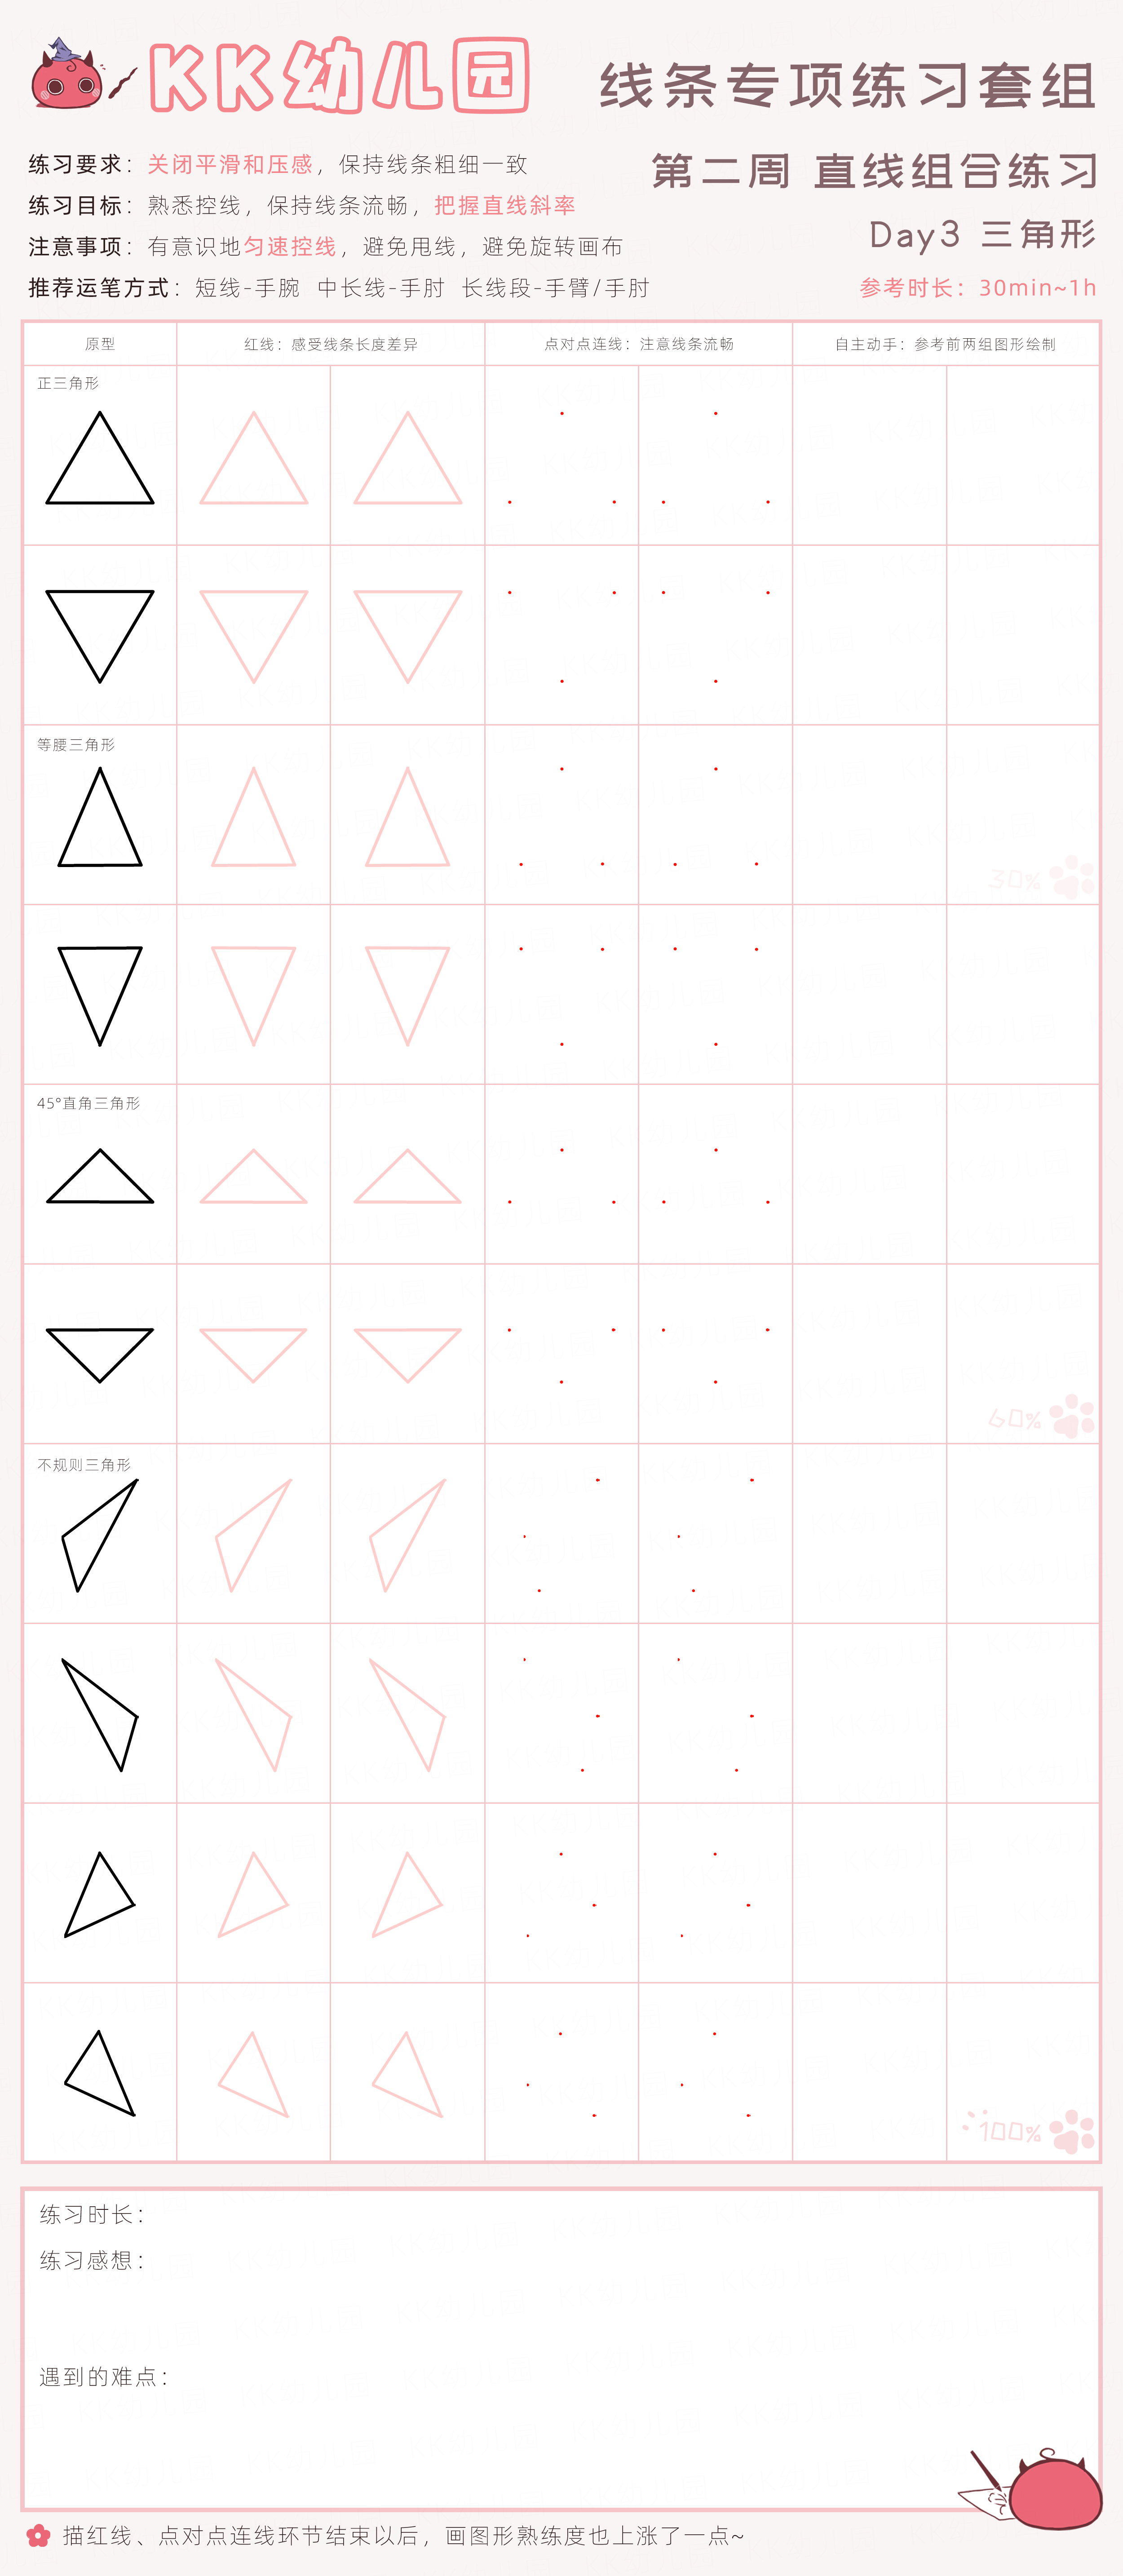 KK幼儿园
线条专项练习套组
练习要求：关闭平滑和压感，保持线条粗细一致
第二周 直线组合练习
练习目标：熟悉控线，保持线条流畅，把握直线斜率
Day3 三角形
注意事项：有意识地匀速控线，避免甩线，避免旋转画布
推荐运笔方式：短线-手腕 中长线-手肘 长线段-手臂/手肘
参考时长：30min~1h
原型
红线：感受线条长度差异
点对点连线：注意线条流畅
自主动手：参考前两组图形绘制
正三角形
等腰三角形
30%
45°直角三角形
60%
不规则三角形
100%
练习时长：
练习感想：
遇到的难点：
描红线、点对点连线环节结束以后，画图形熟练度也上涨了一点~